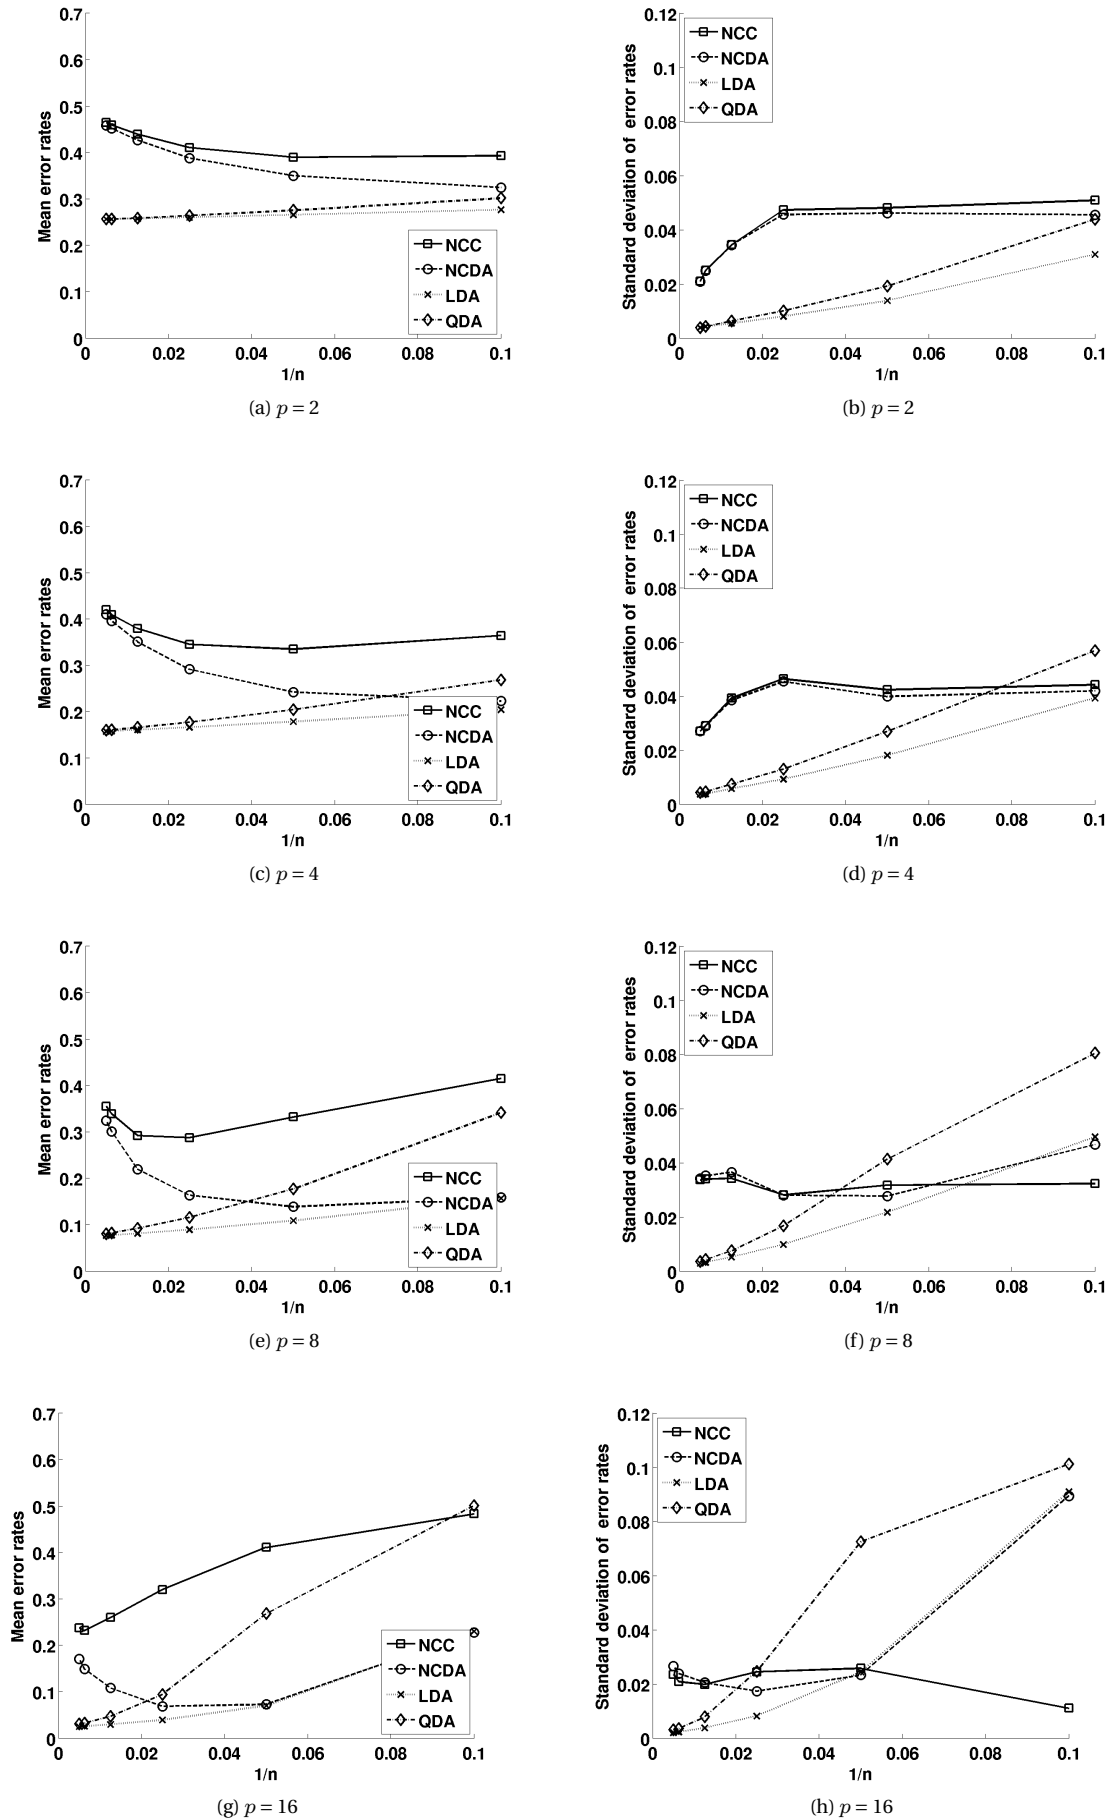 0.7
0.6
0.5
0.4
0.3
0.2
0.1
0
Mean error rates
NCC
NCDA
LDA
QDA
0 0.02 0.04 0.06 0.08 0.1
1/n
(a) p = 2
0.12
0.1
0.08
0.06
0.04
0.02
0
Standard deviation of error rates
NCC
NCDA
LDA
QDA
0 0.02 0.04 0.06 0.08 0.1
1/n
(b) p = 2
0.7
0.6
0.5
0.4
0.3
0.2
0.1
0
Mean error rates
NCC
NCDA
LDA
QDA
0 0.02 0.04 0.06 0.08 0.1
1/n
(c) p = 4
0.12
0.1
0.08
0.06
0.04
0.02
0
Standard deviation of error rates
NCC
NCDA
LDA
QDA
0 0.02 0.04 0.06 0.08 0.1
1/n
(d) p = 4
0.7
0.6
0.5
0.4
0.3
0.2
0.1
0
Mean error rates
NCC
NCDA
LDA
QDA
0 0.02 0.04 0.06 0.08 0.1
1/n
(e) p = 8
0.12
0.1
0.08
0.06
0.04
0.02
0
Standard deviation of error rates
NCC
NCDA
LDA
QDA
0 0.02 0.04 0.06 0.08 0.1
1/n
(f) p = 8
0.7
0.6
0.5
0.4
0.3
0.2
0.1
0
Mean error rates
NCC
NCDA
LDA
QDA
0 0.02 0.04 0.06 0.08 0.1
1/n
(g) p = 16
0.12
0.1
0.08
0.06
0.04
0.02
0
Standard deviation of error rates
NCC
NCDA
LDA
QDA
0 0.02 0.04 0.06 0.08 0.1
1/n
(h) p = 16